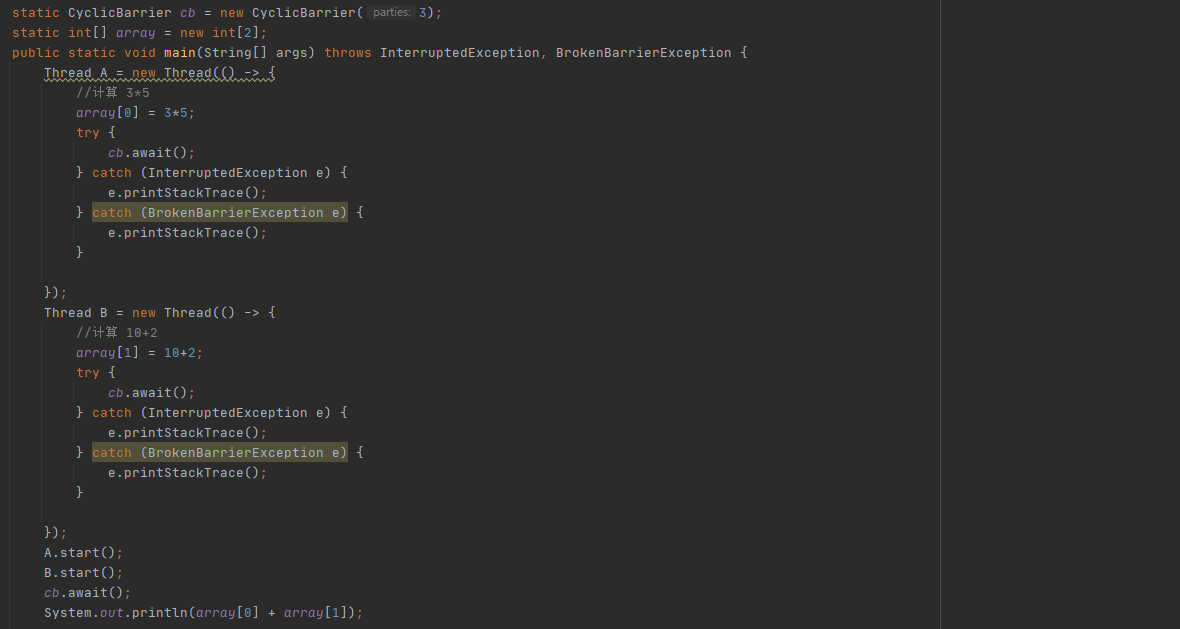 static CyclicBarrier cb = new CyclicBarrier( parties: 3);
static int[] array = new int[2];
public static void main(String[] args) throws InterruptedException, BrokenBarrierException {
    Thread A = new Thread(() -> {
        //计算 3*5
        array[0] = 3*5;
        try {
            cb.await();
        } catch (InterruptedException e) {
            e.printStackTrace();
        } catch (BrokenBarrierException e) {
            e.printStackTrace();
        }
    });
    Thread B = new Thread(() -> {
        //计算 10+2
        array[1] = 10+2;
        try {
            cb.await();
        } catch (InterruptedException e) {
            e.printStackTrace();
        } catch (BrokenBarrierException e) {
            e.printStackTrace();
        }
    });
    A.start();
    B.start();
    cb.await();
    System.out.println(array[0] + array[1]);